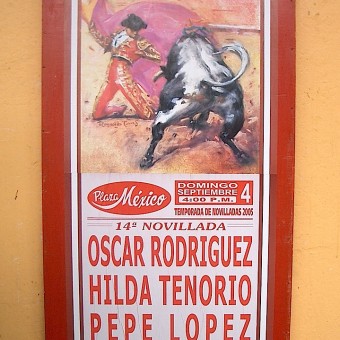 Plaza México
DOMINGO
SEPTIEMBRE 4
4:00 P.M.
TEMPORADA DE NOVILLADAS 2005
14ª NOVILLADA
OSCAR RODRIGUEZ
HILDA TENORIO
PEPE LOPEZ